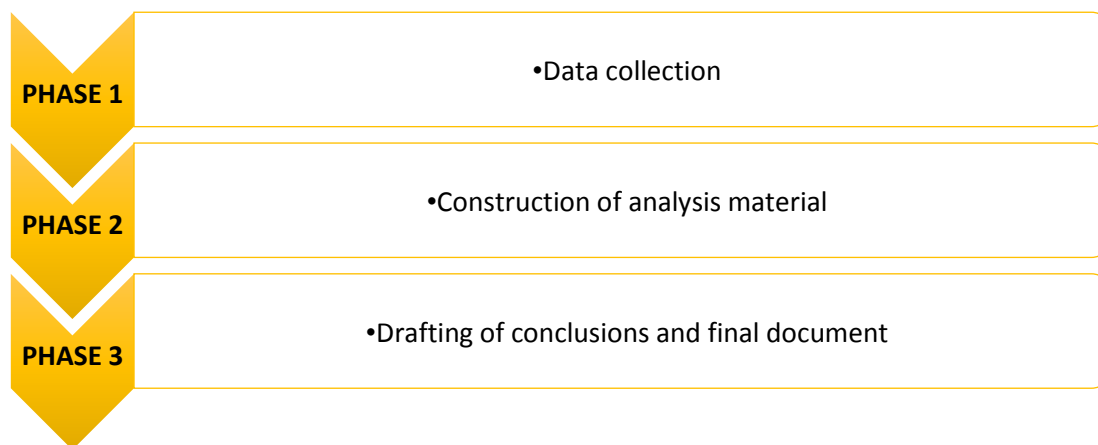 PHASE 1
•Data collection
PHASE 2
•Construction of analysis material
PHASE 3
•Drafting of conclusions and final document